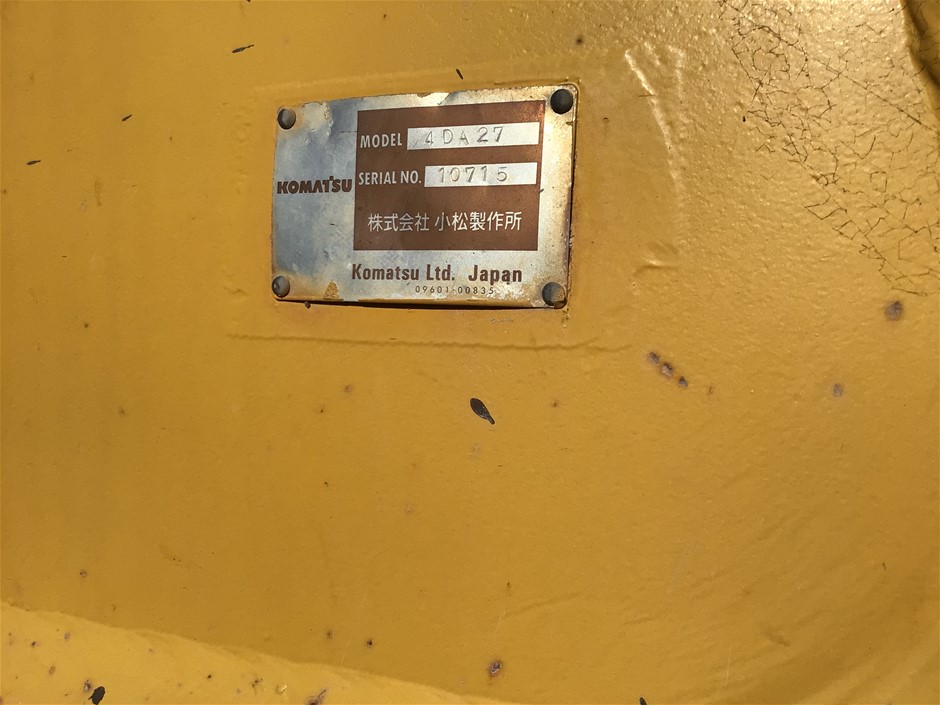 KOMATSU
MODEL 4DA27
SERIAL NO. 10715
株式会社 小松製作所
Komatsu Ltd. Japan
09601-00835